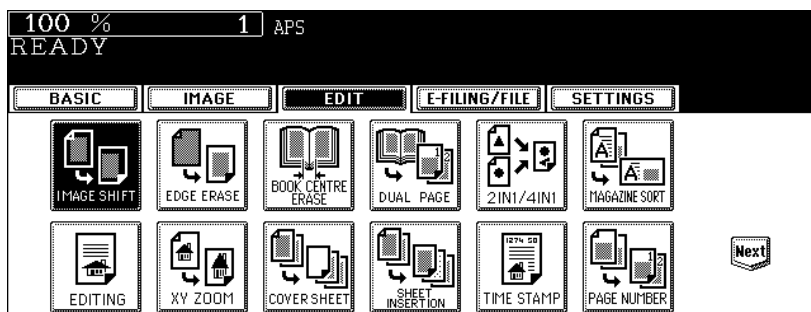 100 % 1 APS
READY
BASIC IMAGE EDIT E-FILING/FILE SETTINGS
IMAGE SHIFT EDGE ERASE BOOK CENTRE ERASE DUAL PAGE 2IN1/4IN1 MAGAZINE SORT
EDITING XY ZOOM COVER SHEET SHEET INSERTION TIME STAMP PAGE NUMBER Next